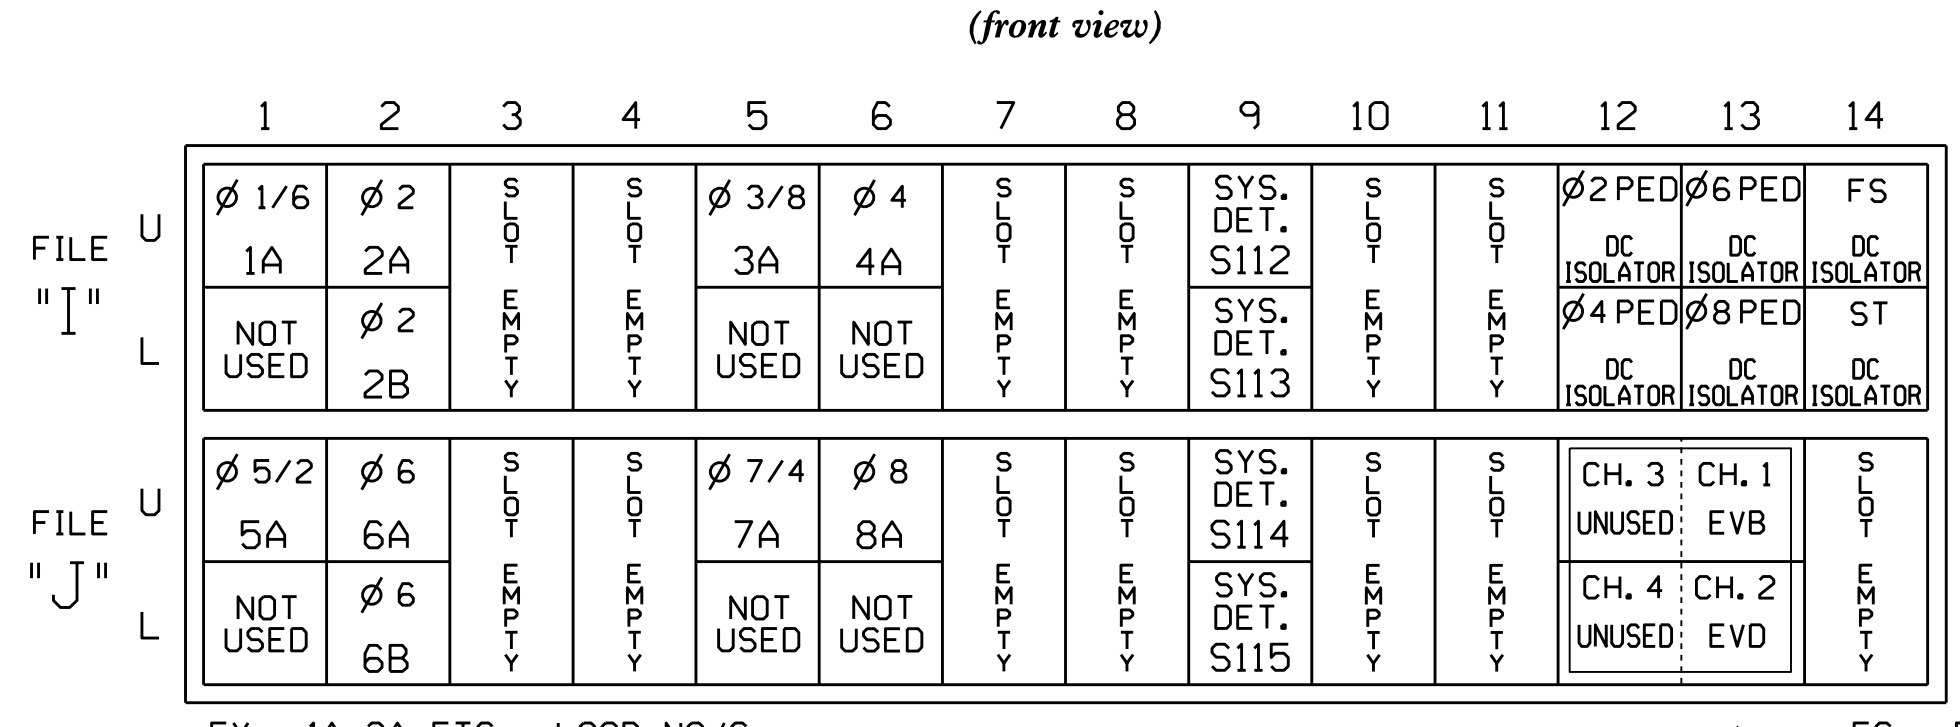 (front view)
1 2 3 4 5 6 7 8 9 10 11 12 13 14
FILE "I"
U
Ø 1/6 1A
Ø 2 2A
SLOT EMPTY
SLOT EMPTY
Ø 3/8 3A
Ø 4 4A
SLOT EMPTY
SLOT EMPTY
SYS. DET. S112
SLOT EMPTY
SLOT EMPTY
Ø2 PED DC ISOLATOR
Ø6 PED DC ISOLATOR
FS DC ISOLATOR
L
NOT USED
Ø 2 2B
NOT USED
NOT USED
SYS. DET. S113
Ø4 PED DC ISOLATOR
Ø8 PED DC ISOLATOR
ST DC ISOLATOR
FILE "J"
U
Ø 5/2 5A
Ø 6 6A
SLOT EMPTY
SLOT EMPTY
Ø 7/4 7A
Ø 8 8A
SLOT EMPTY
SLOT EMPTY
SYS. DET. S114
SLOT EMPTY
SLOT EMPTY
CH. 3 UNUSED
CH. 1 EVB
SLOT EMPTY
L
NOT USED
Ø 6 6B
NOT USED
NOT USED
SYS. DET. S115
CH. 4 UNUSED
CH. 2 EVD